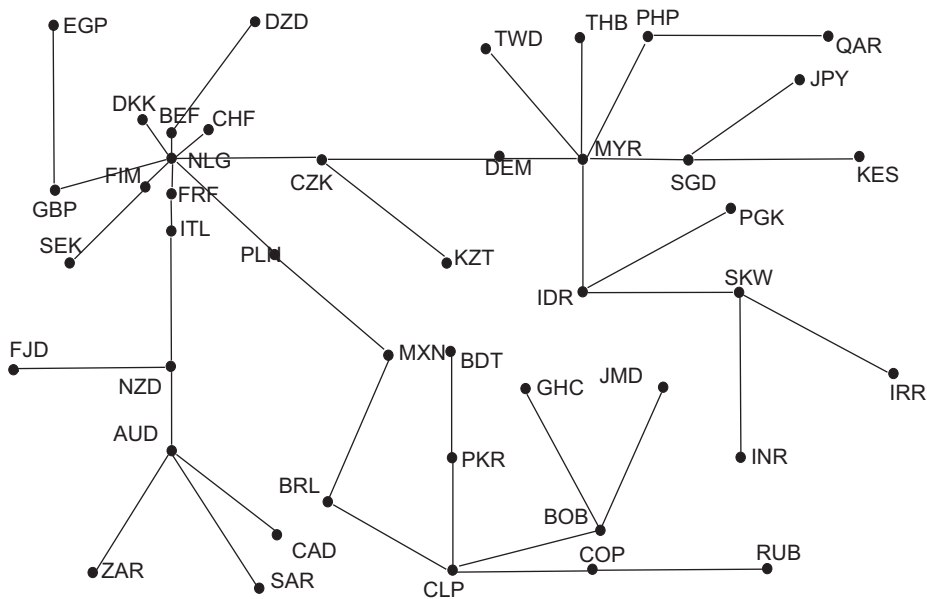 EGP
DZD
TWD
THB
PHP
QAR
JPY
DKK
BEF
CHF
NLG
MYR
DEM
CZK
SGD
KES
FIM
FRF
GBP
ITL
PGK
SEK
PLN
KZT
IDR
SKW
FJD
NZD
MXN
BDT
GHC
JMD
IRR
AUD
PKR
INR
BRL
BOB
CAD
COP
RUB
ZAR
SAR
CLP